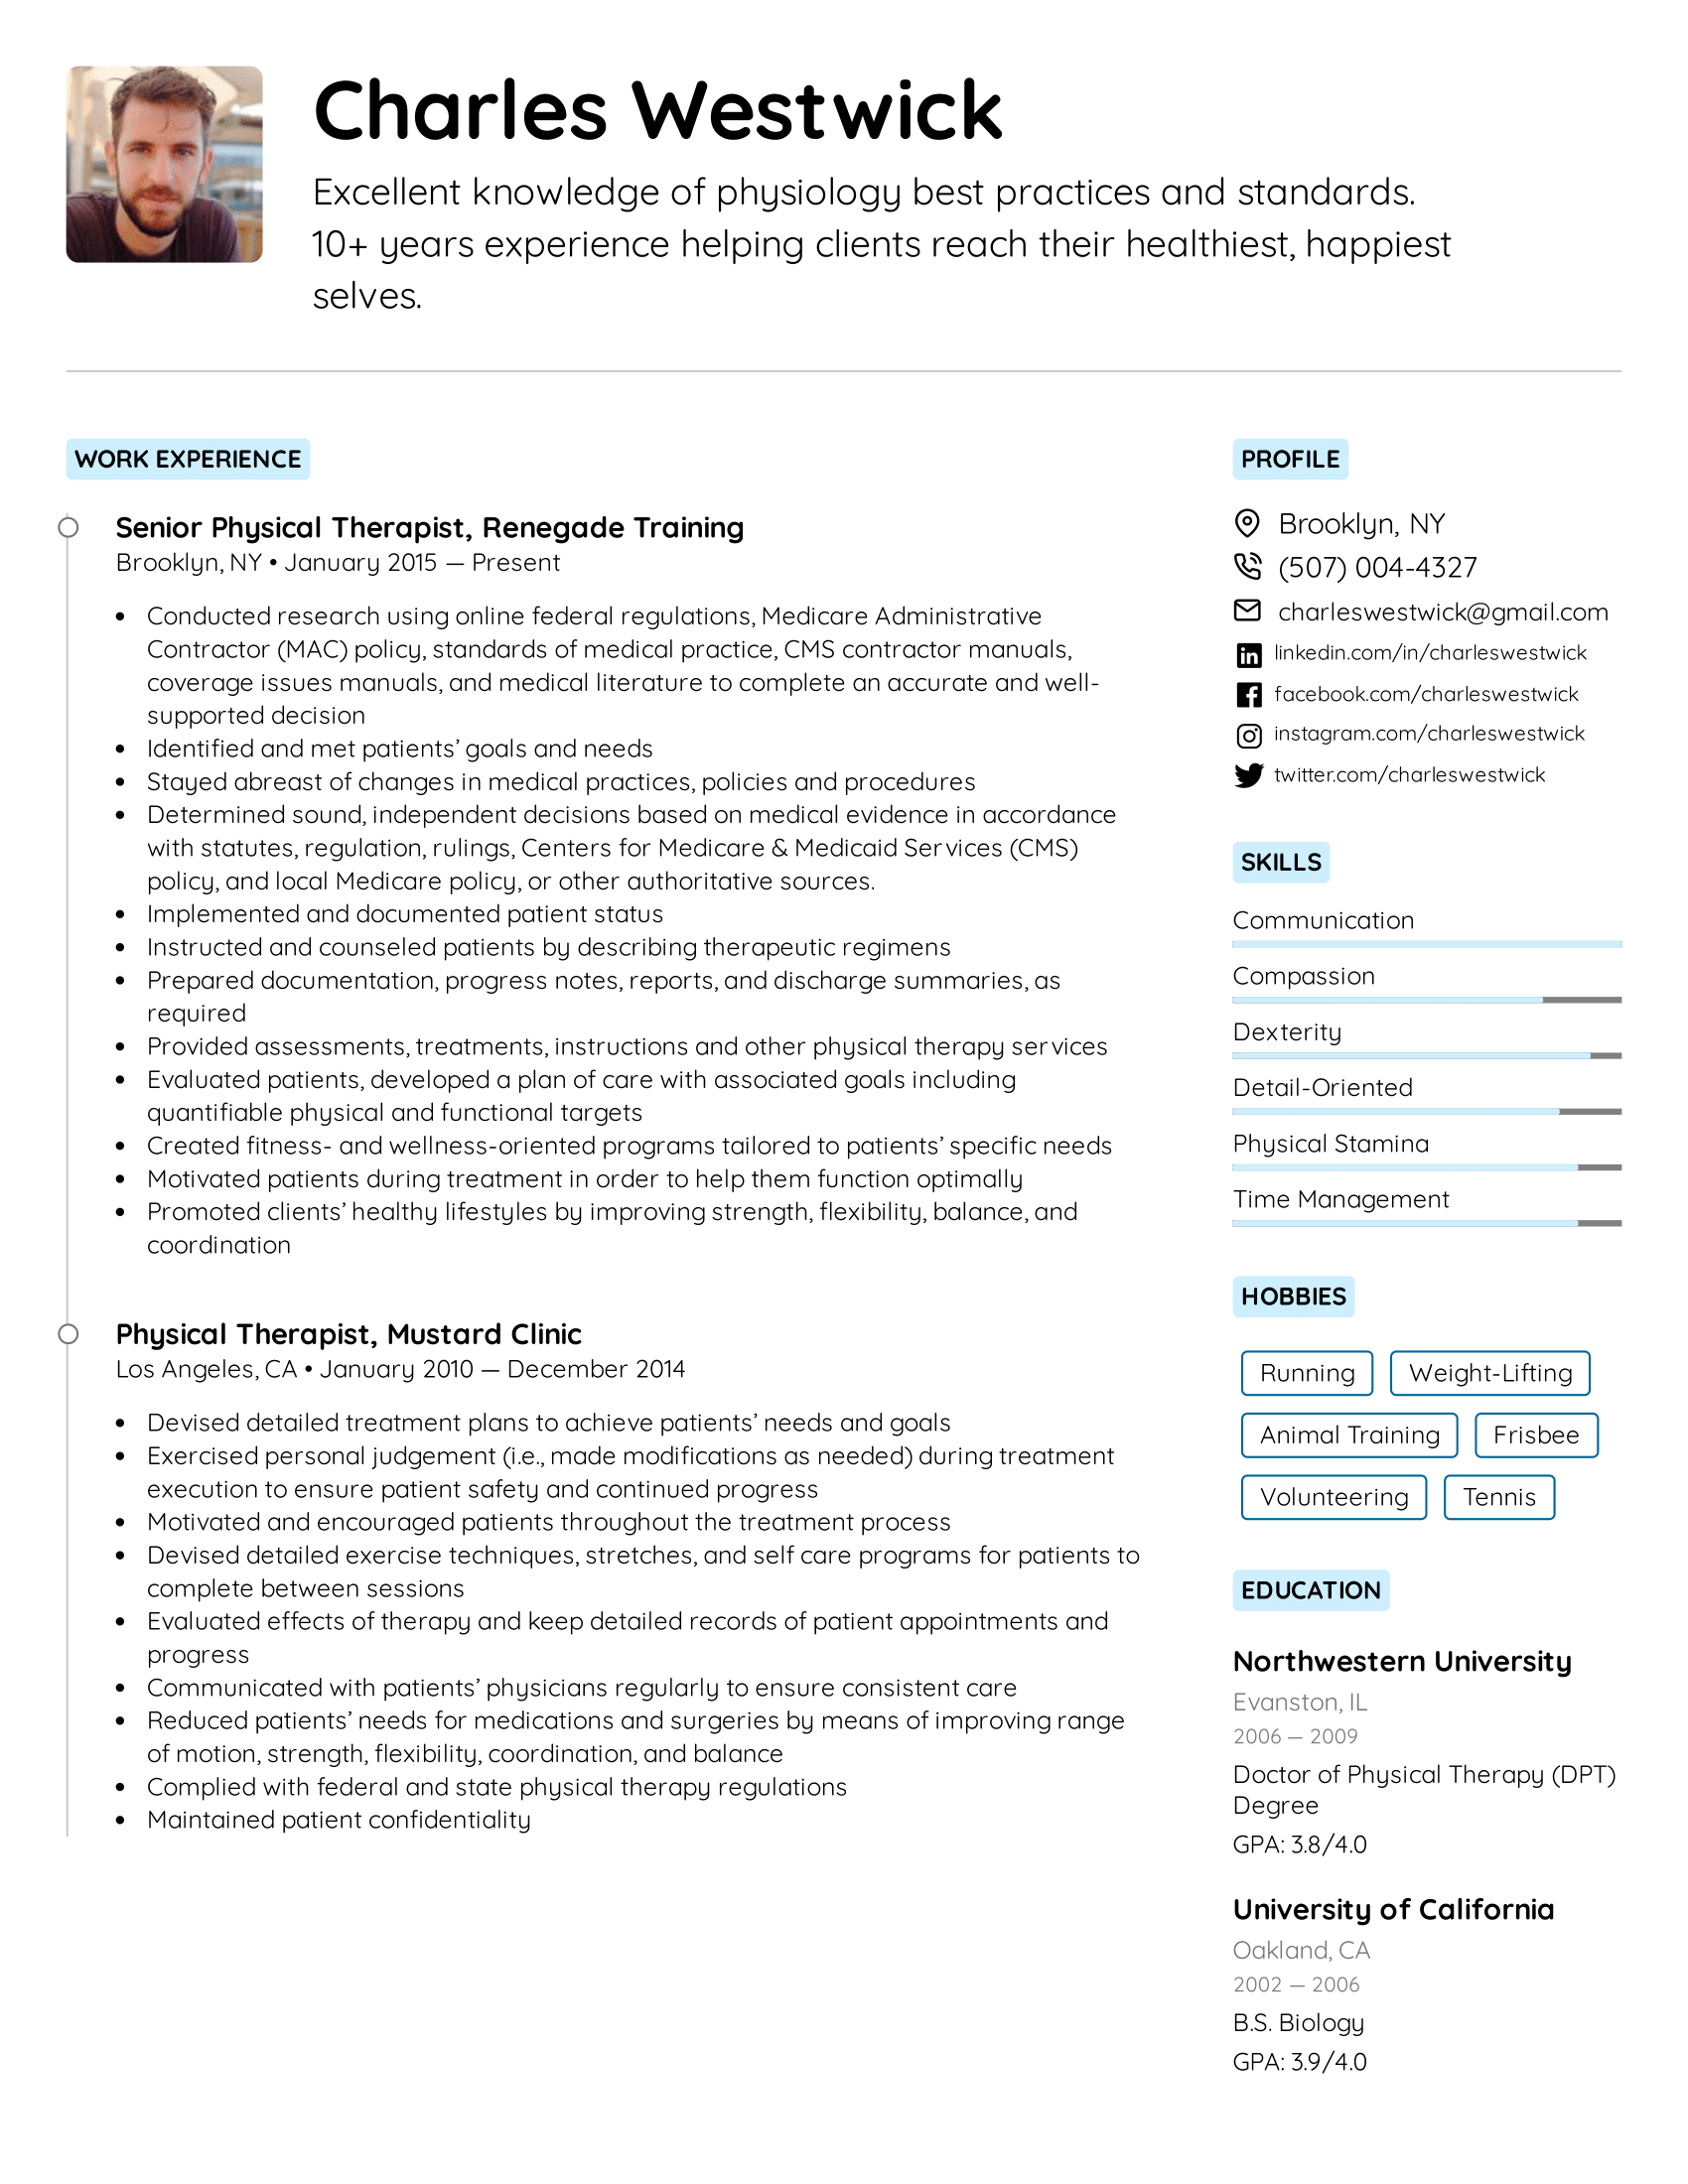 Charles Westwick
Excellent knowledge of physiology best practices and standards.
10+ years experience helping clients reach their healthiest, happiest
selves.
WORK EXPERIENCE
Senior Physical Therapist, Renegade Training
Brooklyn, NY • January 2015 — Present
• Conducted research using online federal regulations, Medicare Administrative
Contractor (MAC) policy, standards of medical practice, CMS contractor manuals,
coverage issues manuals, and medical literature to complete an accurate and well-
supported decision
• Identified and met patients’ goals and needs
• Stayed abreast of changes in medical practices, policies and procedures
• Determined sound, independent decisions based on medical evidence in accordance
with statutes, regulation, rulings, Centers for Medicare & Medicaid Services (CMS)
policy, and local Medicare policy, or other authoritative sources.
• Implemented and documented patient status
• Instructed and counseled patients by describing therapeutic regimens
• Prepared documentation, progress notes, reports, and discharge summaries, as
required
• Provided assessments, treatments, instructions and other physical therapy services
• Evaluated patients, developed a plan of care with associated goals including
quantifiable physical and functional targets
• Created fitness- and wellness-oriented programs tailored to patients’ specific needs
• Motivated patients during treatment in order to help them function optimally
• Promoted clients’ healthy lifestyles by improving strength, flexibility, balance, and
coordination
Physical Therapist, Mustard Clinic
Los Angeles, CA • January 2010 — December 2014
• Devised detailed treatment plans to achieve patients’ needs and goals
• Exercised personal judgement (i.e., made modifications as needed) during treatment
execution to ensure patient safety and continued progress
• Motivated and encouraged patients throughout the treatment process
• Devised detailed exercise techniques, stretches, and self care programs for patients to
complete between sessions
• Evaluated effects of therapy and keep detailed records of patient appointments and
progress
• Communicated with patients’ physicians regularly to ensure consistent care
• Reduced patients’ needs for medications and surgeries by means of improving range
of motion, strength, flexibility, coordination, and balance
• Complied with federal and state physical therapy regulations
• Maintained patient confidentiality
PROFILE
Brooklyn, NY
(507) 004-4327
charleswestwick@gmail.com
linkedin.com/in/charleswestwick
facebook.com/charleswestwick
instagram.com/charleswestwick
twitter.com/charleswestwick
SKILLS
Communication
Compassion
Dexterity
Detail-Oriented
Physical Stamina
Time Management
HOBBIES
Running Weight-Lifting
Animal Training Frisbee
Volunteering Tennis
EDUCATION
Northwestern University
Evanston, IL
2006 — 2009
Doctor of Physical Therapy (DPT)
Degree
GPA: 3.8/4.0
University of California
Oakland, CA
2002 — 2006
B.S. Biology
GPA: 3.9/4.0